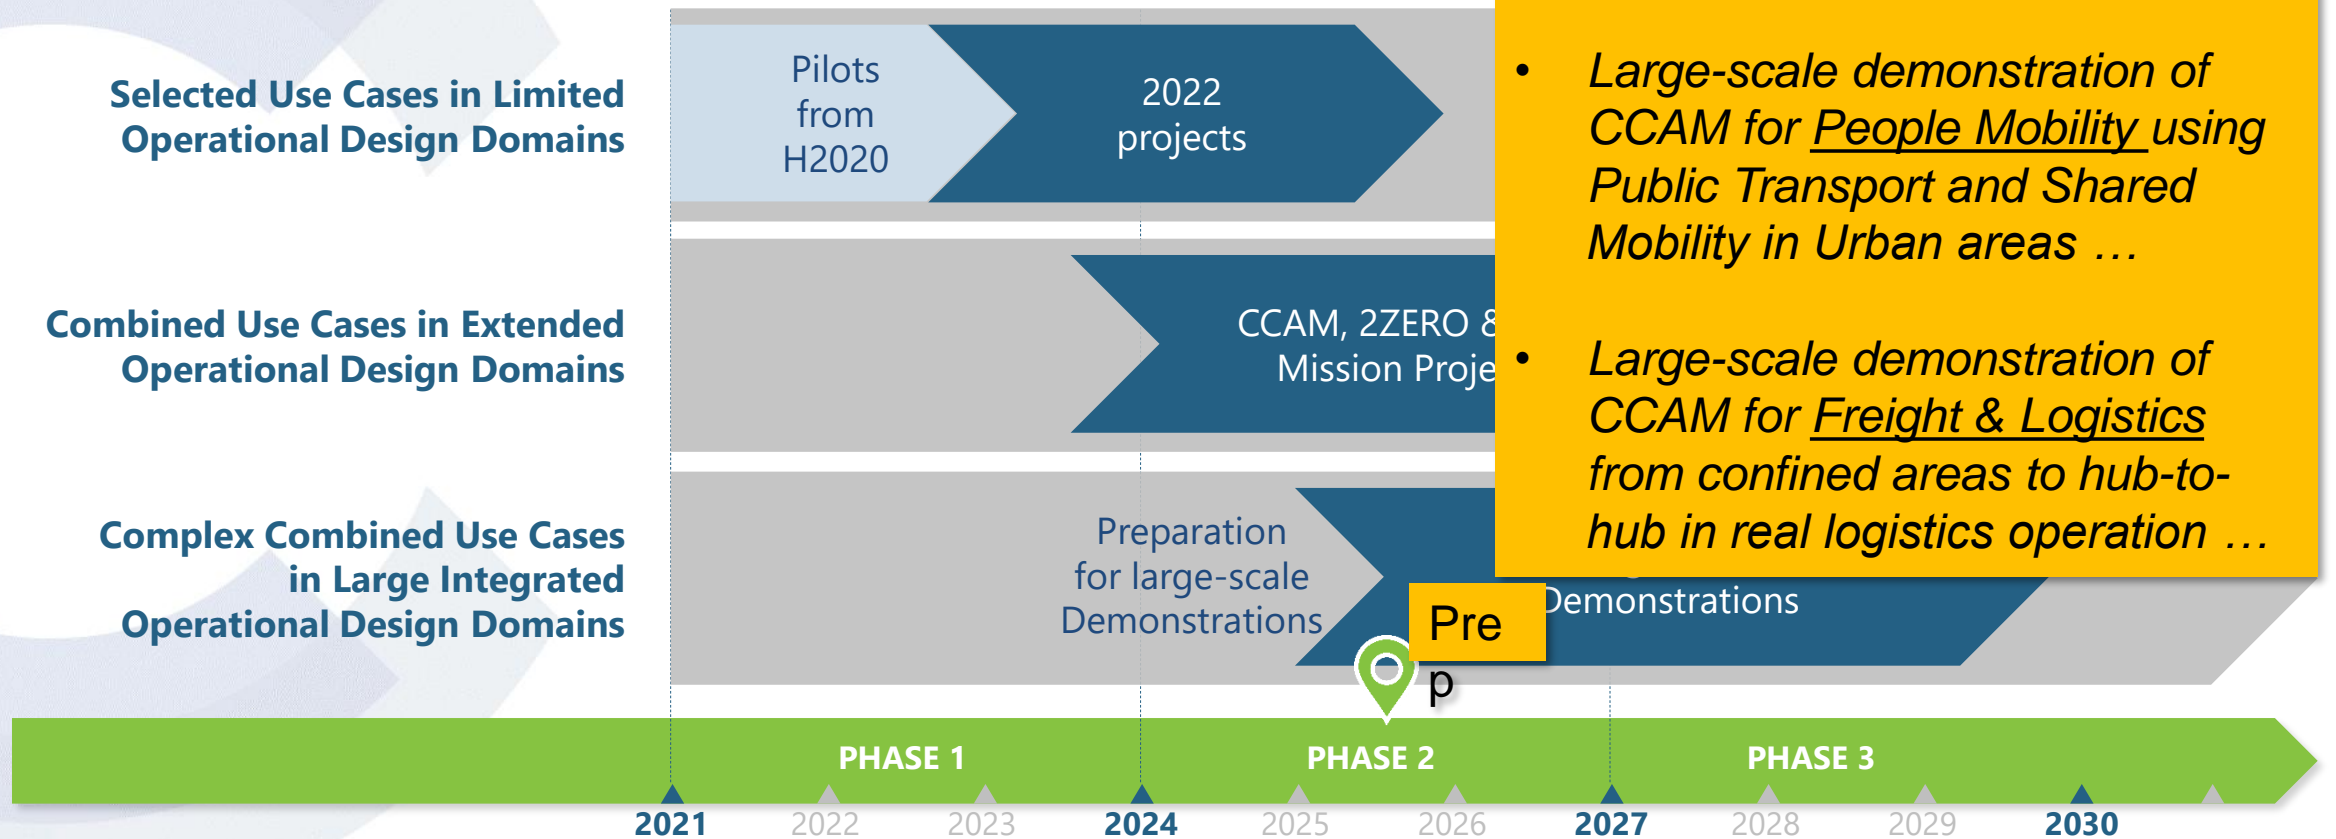 Selected Use Cases in Limited
Operational Design Domains
Pilots
from
H2020
2022
projects
Combined Use Cases in Extended
Operational Design Domains
CCAM, 2ZERO &
Mission
Complex Combined Use Cases
in Large Integrated
Operational Design Domains
Preparation
for large-scale
Demonstrations
Demonstrations
• Large-scale demonstration of
CCAM for People Mobility using
Public Transport and Shared
Mobility in Urban areas …
• Large-scale demonstration of
CCAM for Freight & Logistics
from confined areas to hub-to-
hub in real logistics operation …
Pre
p
PHASE 1 PHASE 2 PHASE 3
2021 2022 2023 2024 2025 2026 2027 2028 2029 2030